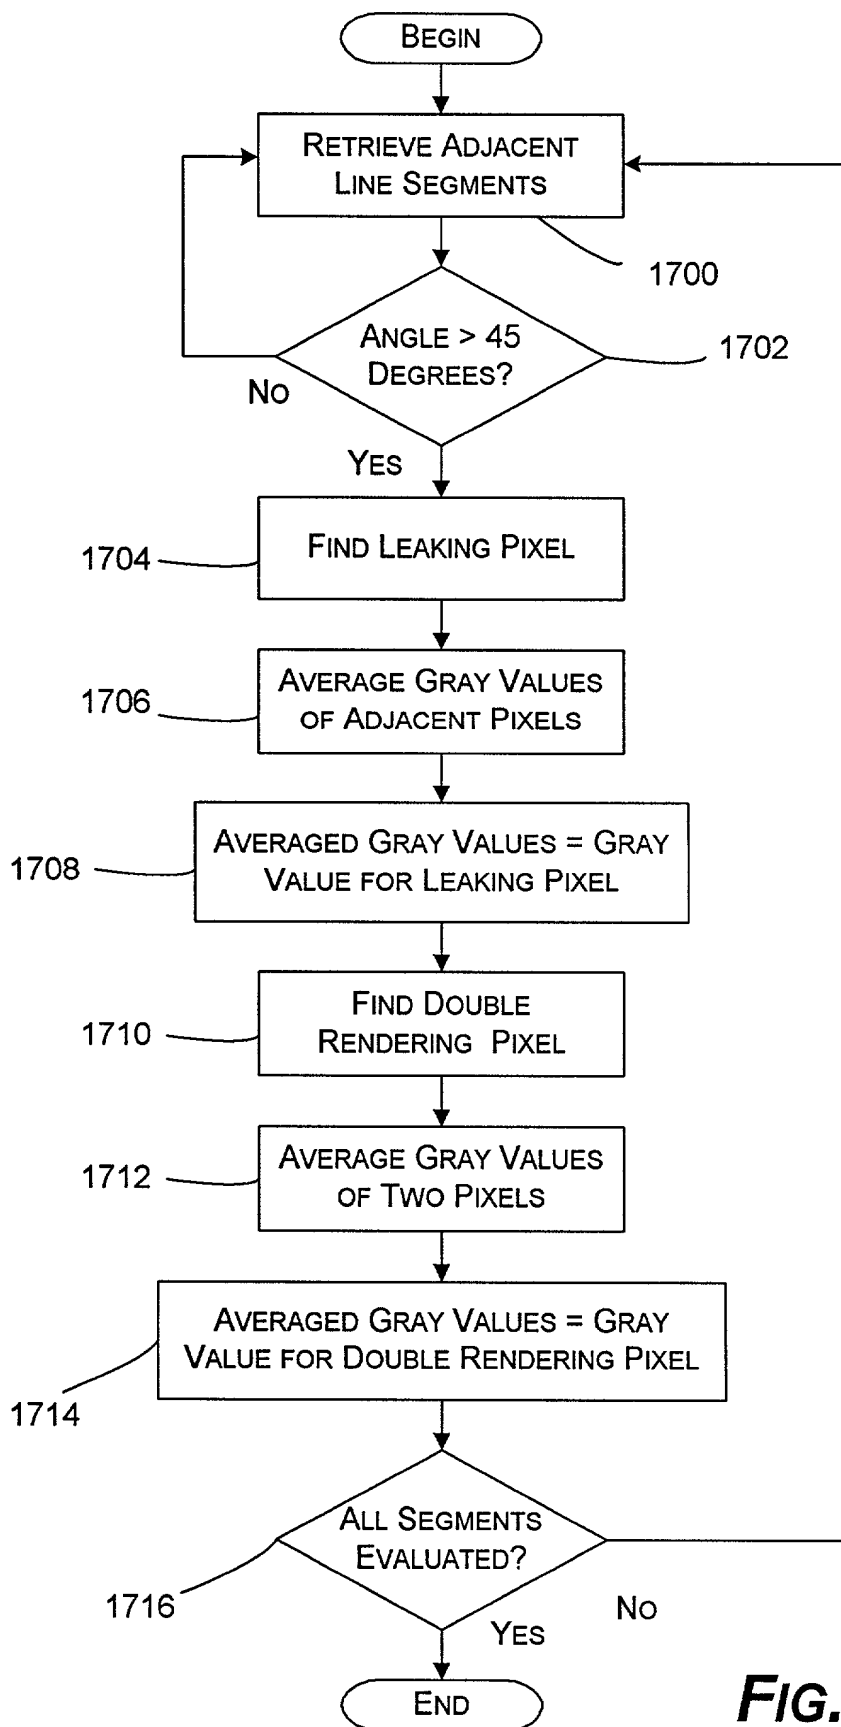 BEGIN
RETRIEVE ADJACENT
LINE SEGMENTS
1700
ANGLE > 45
DEGREES?
1702
NO
YES
FIND LEAKING PIXEL
1704
AVERAGE GRAY VALUES
OF ADJACENT PIXELS
1706
AVERAGED GRAY VALUES = GRAY
VALUE FOR LEAKING PIXEL
1708
FIND DOUBLE
RENDERING PIXEL
1710
AVERAGE GRAY VALUES
OF TWO PIXELS
1712
AVERAGED GRAY VALUES = GRAY
VALUE FOR DOUBLE RENDERING PIXEL
1714
ALL SEGMENTS
EVALUATED?
1716
NO
YES
END
FIG.